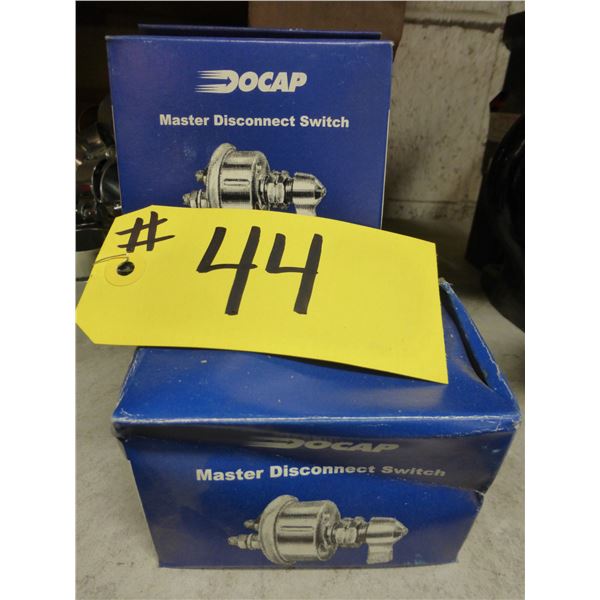 DOCAP
Master Disconnect Switch
# 44
DOCAP
Master Disconnect Switch